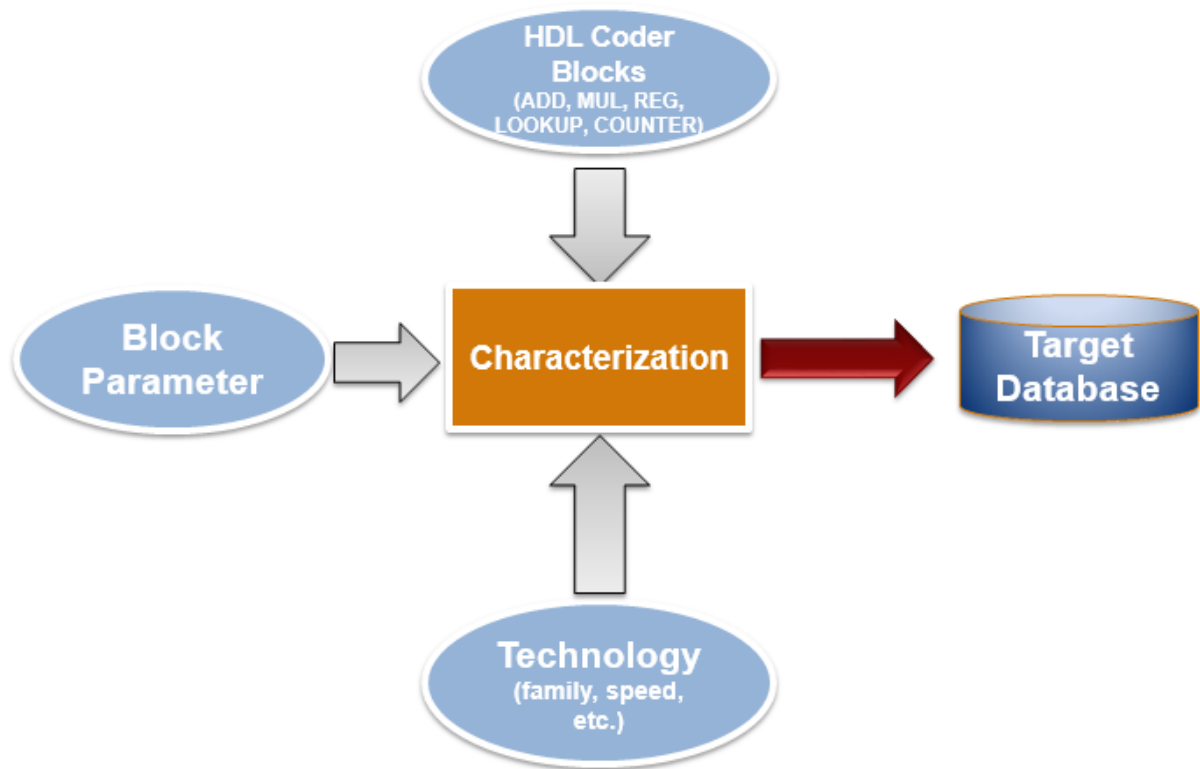 HDL Coder
Blocks
(ADD, MUL, REG,
LOOKUP, COUNTER)
Block
Parameter
Characterization
Target
Database
Technology
(family, speed,
etc.)